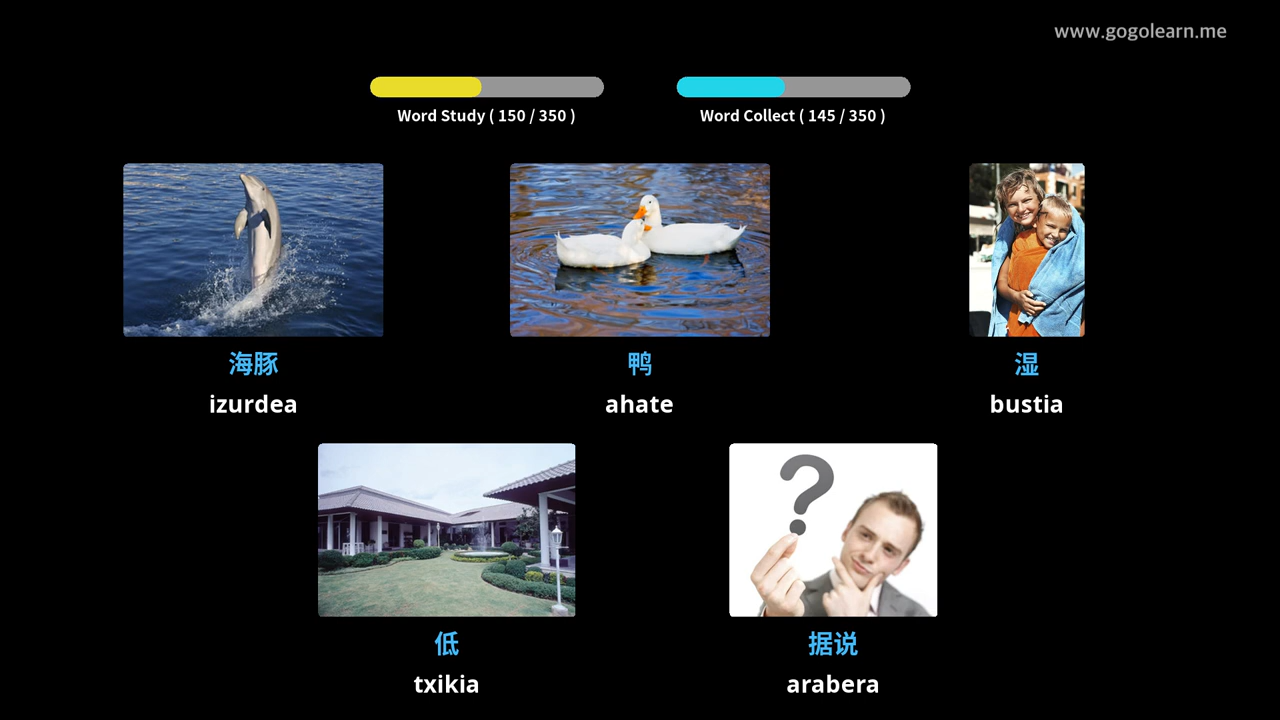 www.gogolearn.me
Word Study ( 150 / 350 )
Word Collect ( 145 / 350 )
海豚
izurdea
鸭
ahate
湿
bustia
低
txikia
据说
arabera